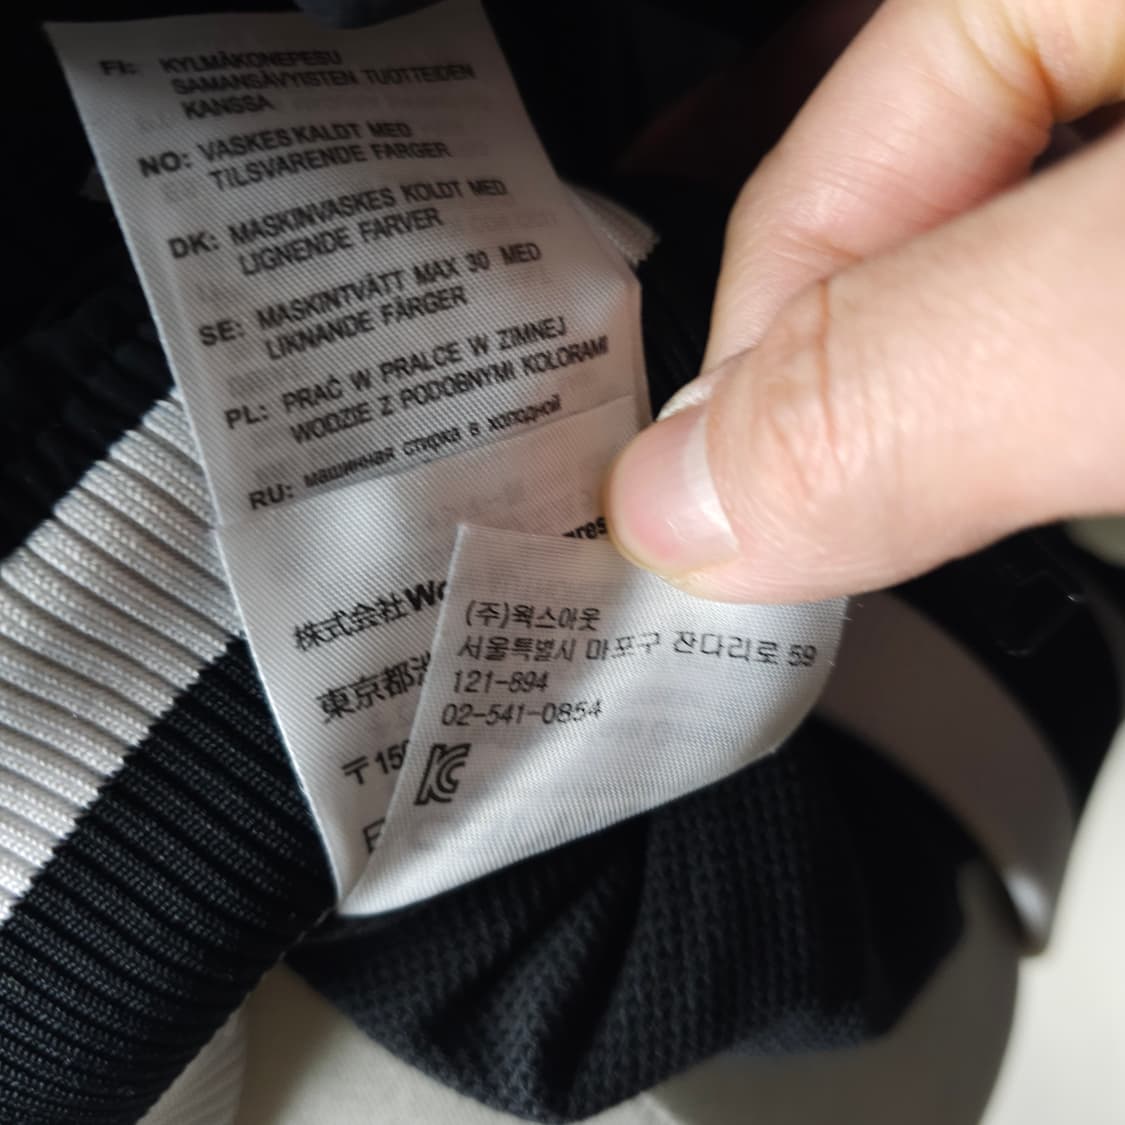 FI: KYLMÄKONEPESU
SAMANSÄVYISTEN TUOTTEIDEN
KANSSA
NO: VASKES KALDT MED
TILSVARENDE FARGER
DK: MASKINVASKES KOLDT MED
LIGNENDE FARVER
SE: MASKINTVÄTT MAX 30 MED
LIKNANDE FÄRGER
PL: PRAĆ W PRALCE W ZIMNEJ
WODZIE Z PODOBNYMI KOLORAMI
RU: машинная стирка в холодной
株式会社
東京都
〒15
(주)웍스아웃
서울특별시 마포구 잔다리로 59
121-894
02-541-0854